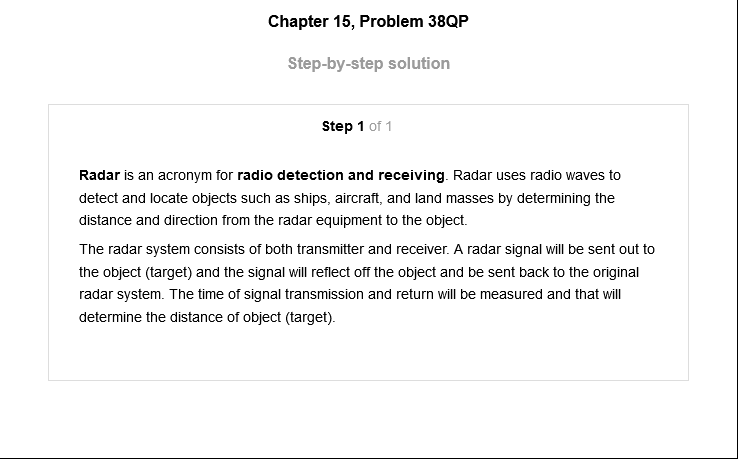 Chapter 15, Problem 38QP
Step-by-step solution
Step 1 of 1
Radar is an acronym for radio detection and receiving. Radar uses radio waves to
detect and locate objects such as ships, aircraft, and land masses by determining the
distance and direction from the radar equipment to the object.
The radar system consists of both transmitter and receiver. A radar signal will be sent out to
the object (target) and the signal will reflect off the object and be sent back to the original
radar system. The time of signal transmission and return will be measured and that will
determine the distance of object (target).